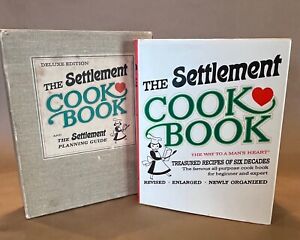 DELUXE EDITION
THE Settlement
COOK
BOOK
AND
THE Settlement
PLANNING GUIDE
THE Settlement
COOK
BOOK
THE WAY TO A MAN'S HEART
TREASURED RECIPES OF SIX DECADES
The famous all-purpose cook book
for beginner and expert
REVISED · ENLARGED · NEWLY ORGANIZED